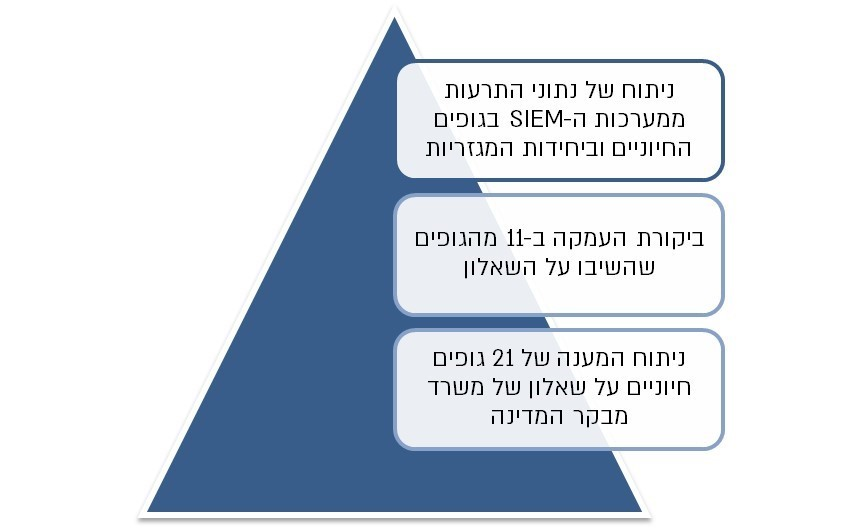 ניתוח של נתוני התרעות
ממערכות ה-SIEM בגופים
החיוניים וביחידות המגזריות
ביקורת העמקה ב-11 מהגופים
שהשיבו על השאלון
ניתוח המענה של 21 גופים
חיוניים על שאלון של משרד
מבקר המדינה